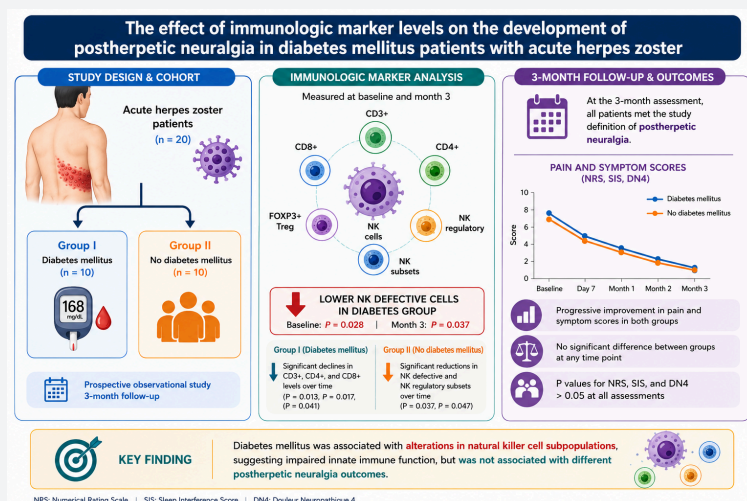 The effect of immunologic marker levels on the development of
postherpetic neuralgia in diabetes mellitus patients with acute herpes zoster
STUDY DESIGN & COHORT
Acute herpes zoster
patients
(n = 20)
Group I
Diabetes mellitus
(n = 10)
168
mg/dL
Group II
No diabetes mellitus
(n = 10)
Prospective observational study
3-month follow-up
IMMUNOLOGIC MARKER ANALYSIS
Measured at baseline and month 3
CD3+
CD8+
CD4+
FOXP3+
Treg
NK
cells
NK
regulatory
NK
subsets
LOWER NK DEFECTIVE CELLS
IN DIABETES GROUP
Baseline: P = 0.028 | Month 3: P = 0.037
Group I (Diabetes mellitus)
Significant declines in
CD3+, CD4+, and CD8+
levels over time
(P = 0.013, P = 0.017,
(P = 0.041)
Group II (No diabetes mellitus)
Significant reductions in
NK defective and
NK regulatory subsets
over time
(P = 0.037, P = 0.047)
3-MONTH FOLLOW-UP & OUTCOMES
At the 3-month assessment,
all patients met the study
definition of postherpetic
neuralgia.
PAIN AND SYMPTOM SCORES
(NRS, SIS, DN4)
Diabetes mellitus
No diabetes mellitus
Score
10
8
6
4
2
0
Baseline Day 7 Month 1 Month 2 Month 3
Progressive improvement in pain and
symptom scores in both groups
No significant difference between groups
at any time point
P values for NRS, SIS, and DN4
> 0.05 at all assessments
KEY FINDING
Diabetes mellitus was associated with alterations in natural killer cell subpopulations,
suggesting impaired innate immune function, but was not associated with different
postherpetic neuralgia outcomes.
NRS: Numerical Rating Scale | SIS: Sleep Interference Score | DN4: Douleur Neuropathique 4